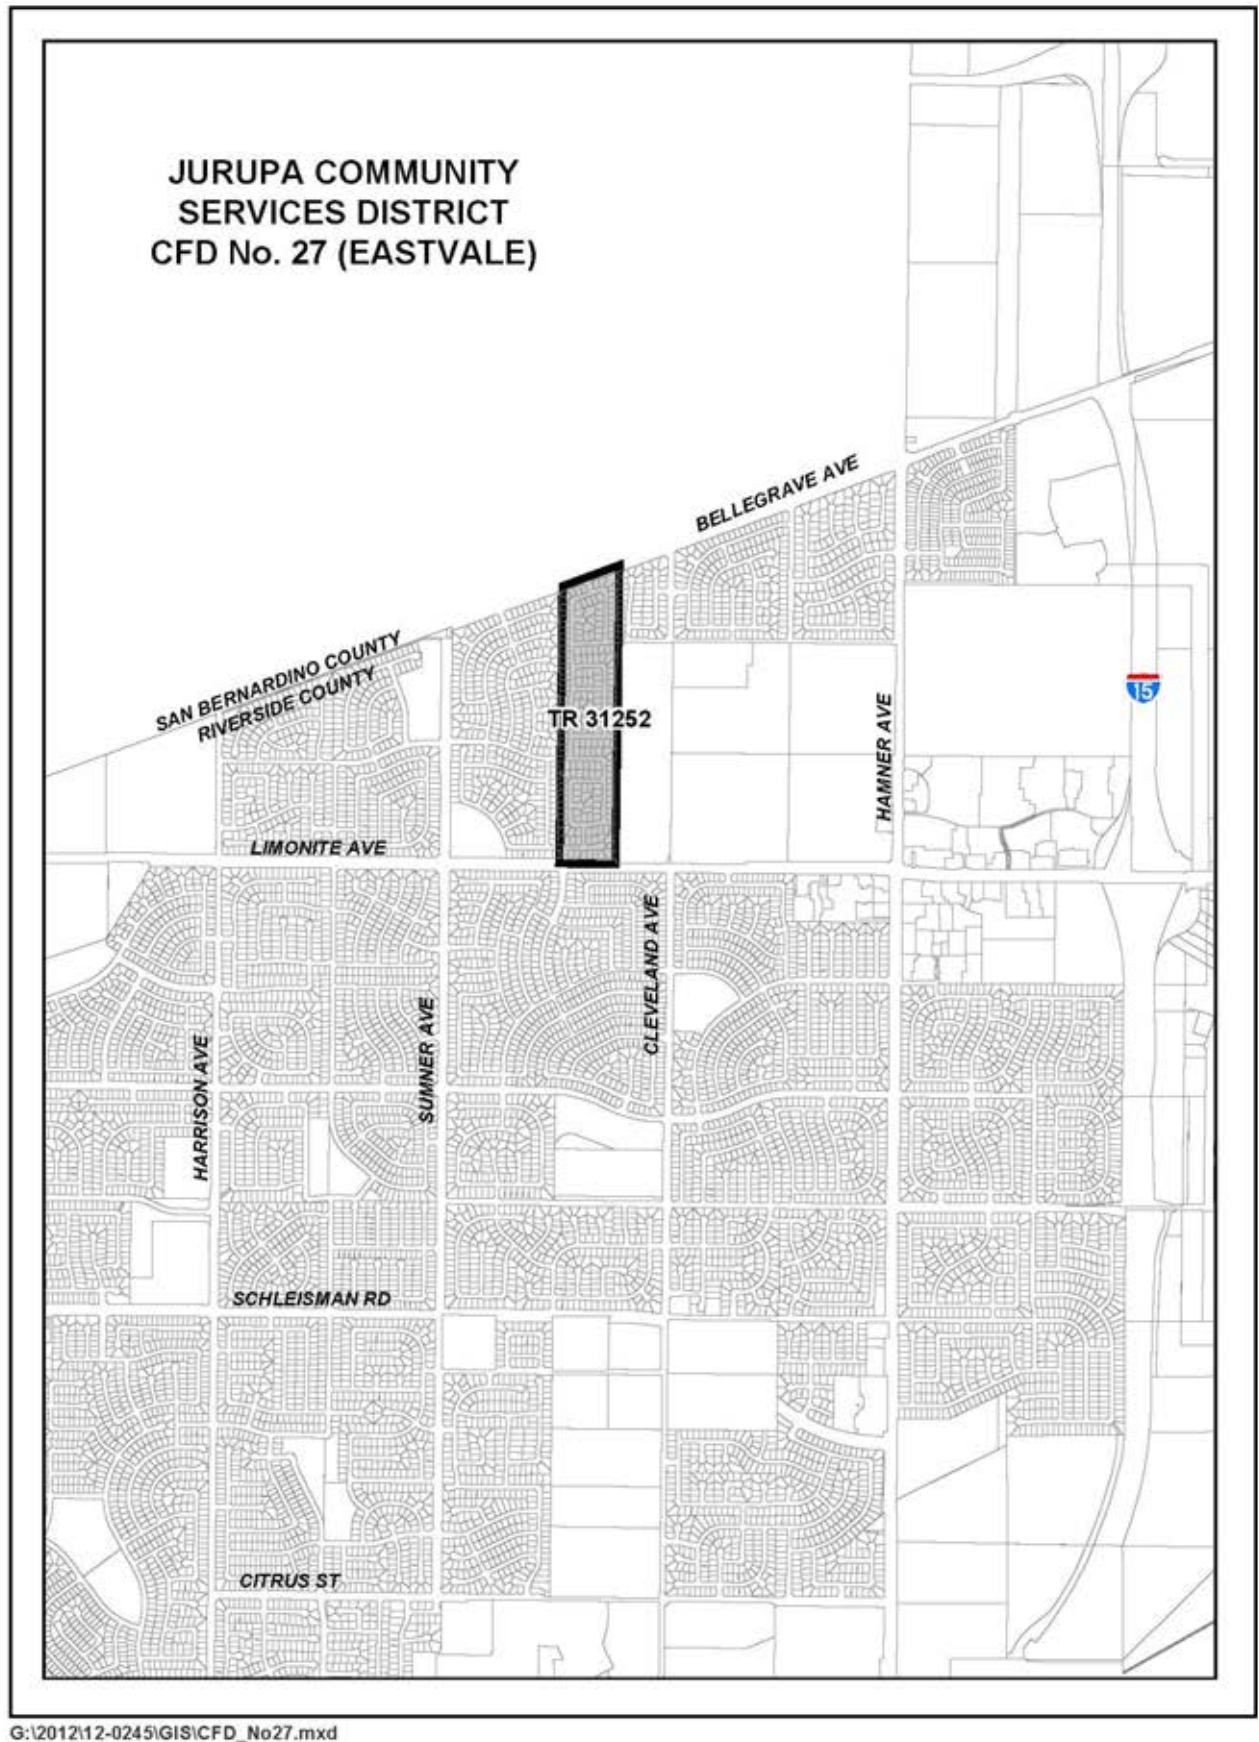 JURUPA COMMUNITY
SERVICES DISTRICT
CFD No. 27 (EASTVALE)
BELLEGRAVE AVE
SAN BERNARDINO COUNTY
RIVERSIDE COUNTY
TR 31252
15
HAMNER AVE
LIMONITE AVE
CLEVELAND AVE
SUMNER AVE
HARRISON AVE
SCHLEISMAN RD
CITRUS ST
G:\2012\12-0245\GIS\CFD_No27.mxd